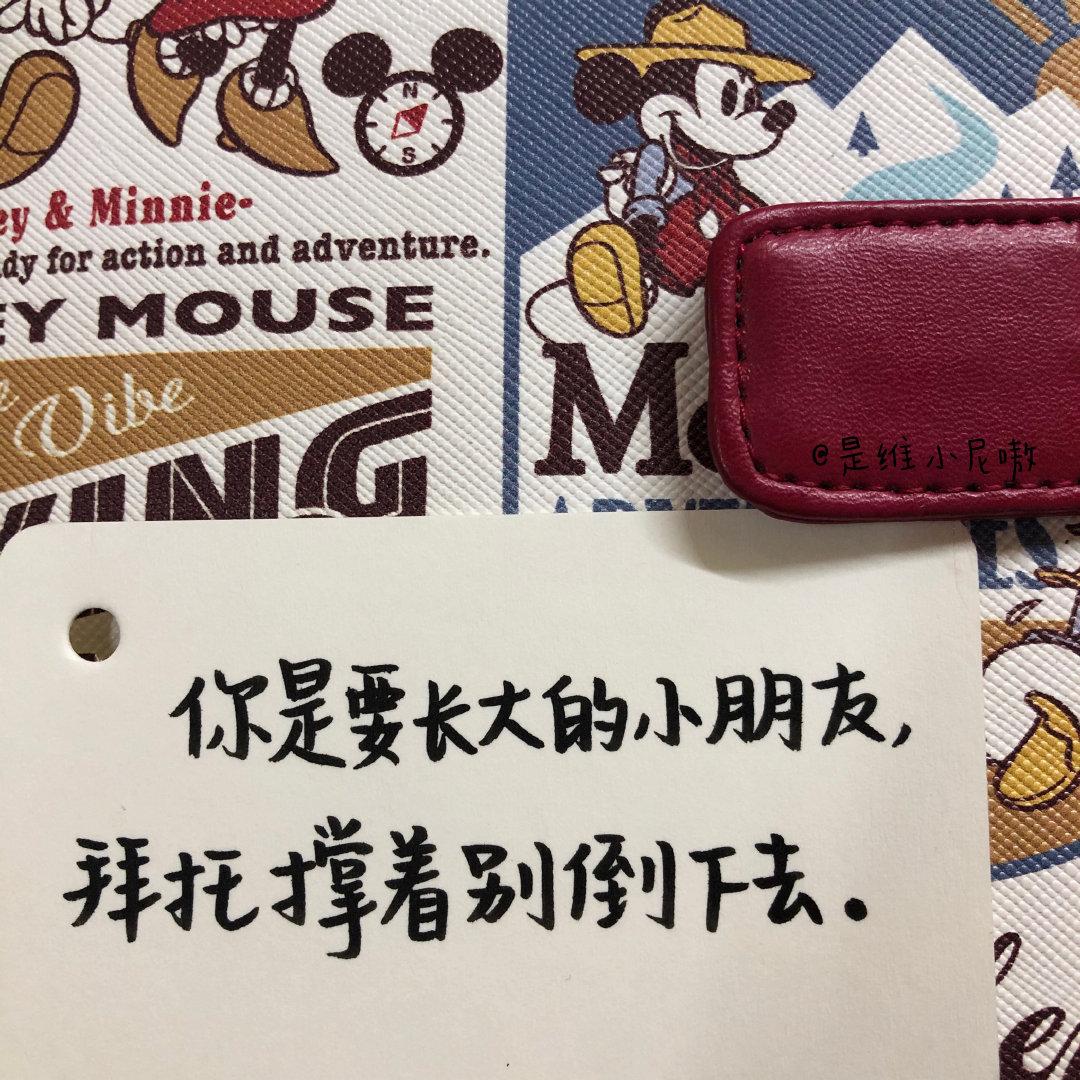 N
S
ey & Minnie-
dy for action and adventure.
EY MOUSE
Vibe
ING
@是维小尼嗷
你是要长大的小朋友,
拜托撑着别倒下去.